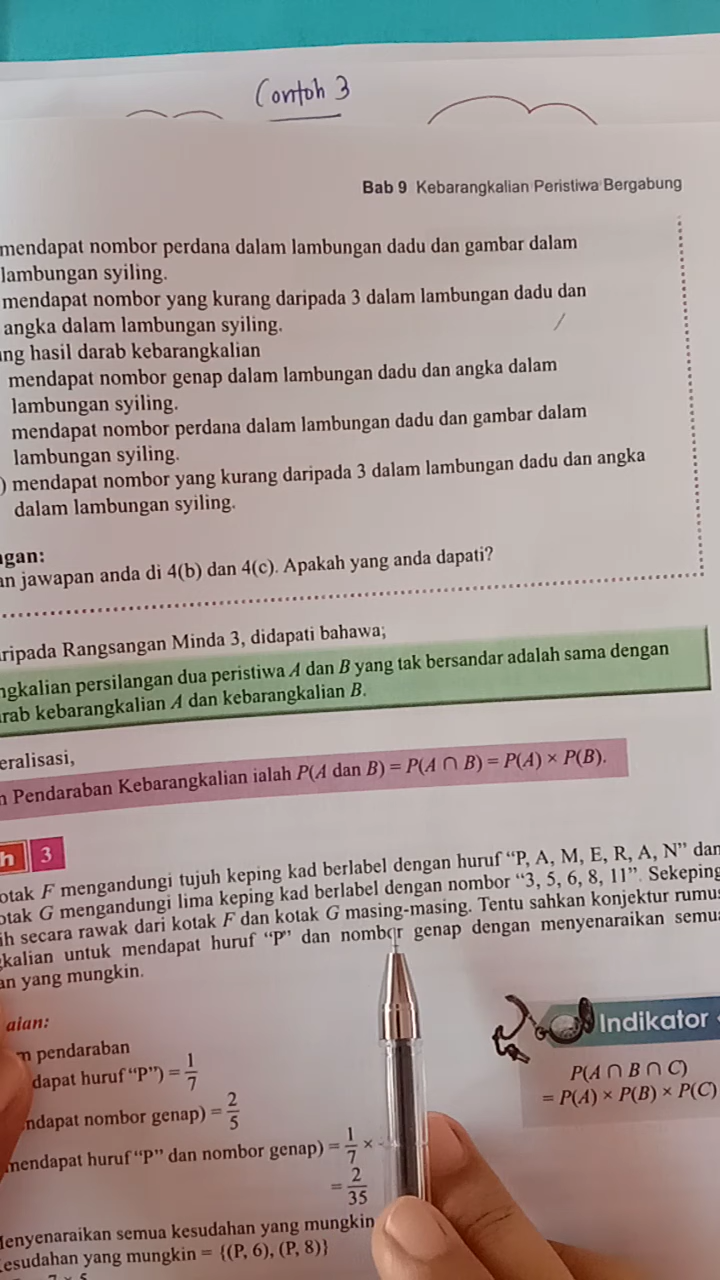 Contoh 3
Bab 9 Kebarangkalian Peristiwa Bergabung
mendapat nombor perdana dalam lambungan dadu dan gambar dalam
lambungan syiling.
mendapat nombor yang kurang daripada 3 dalam lambungan dadu dan
angka dalam lambungan syiling.
ng hasil darab kebarangkalian
mendapat nombor genap dalam lambungan dadu dan angka dalam
lambungan syiling.
mendapat nombor perdana dalam lambungan dadu dan gambar dalam
lambungan syiling.
) mendapat nombor yang kurang daripada 3 dalam lambungan dadu dan angka
dalam lambungan syiling.
gan:
an jawapan anda di 4(b) dan 4(c). Apakah yang anda dapati?
ripada Rangsangan Minda 3, didapati bahawa;
ngkalian persilangan dua peristiwa A dan B yang tak bersandar adalah sama dengan
rab kebarangkalian A dan kebarangkalian B.
eralisasi,
n Pendaraban Kebarangkalian ialah P(A dan B) = P(A ∩ B) = P(A) × P(B).
h 3
otak F mengandungi tujuh keping kad berlabel dengan huruf “P, A, M, E, R, A, N” dan
otak G mengandungi lima keping kad berlabel dengan nombor “3, 5, 6, 8, 11”. Sekeping
ih secara rawak dari kotak F dan kotak G masing-masing. Tentu sahkan konjektur rumus
gkalian untuk mendapat huruf “P” dan nombor genap dengan menyenaraikan semua
an yang mungkin.
aian:
n pendaraban
dapat huruf “P”) = 1/7
ndapat nombor genap) = 2/5
mendapat huruf “P” dan nombor genap) = 1/7 ×
= 2/35
Menyenaraikan semua kesudahan yang mungkin
Kesudahan yang mungkin = {(P, 6), (P, 8)}
Indikator
P(A ∩ B ∩ C)
= P(A) × P(B) × P(C)